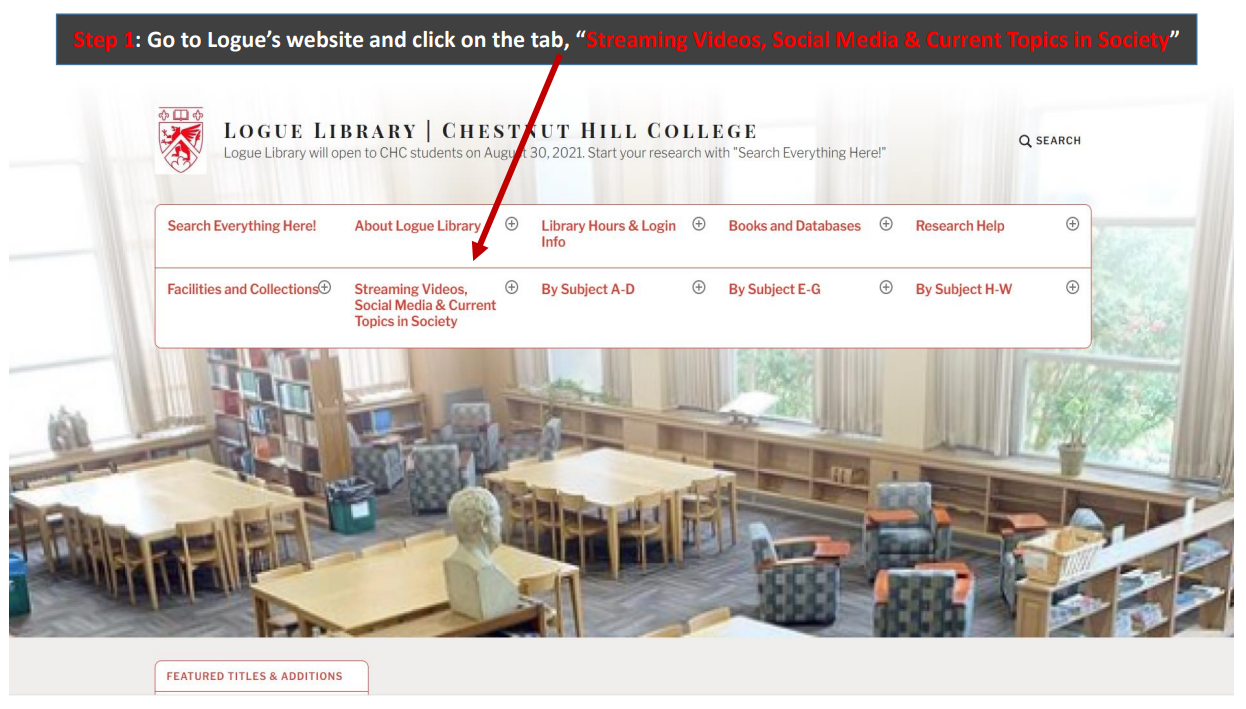 Step 1: Go to Logue's website and click on the tab, “Streaming Videos, Social Media & Current Topics in Society”
LOGUE LIBRARY | CHESTNUT HILL COLLEGE
Logue Library will open to CHC students on August 30, 2021. Start your research with "Search Everything Here!"
SEARCH
Search Everything Here!
About Logue Library
Library Hours & Login
Info
Books and Databases
Research Help
Facilities and Collections
Streaming Videos,
Social Media & Current
Topics in Society
By Subject A-D
By Subject E-G
By Subject H-W
FEATURED TITLES & ADDITIONS